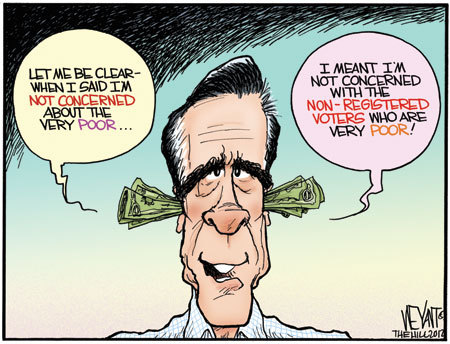 LET ME BE CLEAR-
WHEN I SAID I'M
NOT CONCERNED
ABOUT THE
VERY POOR...
I MEANT I'M
NOT CONCERNED
WITH THE
NON-REGISTERED
VOTERS WHO ARE
VERY POOR!
VEYANT
THE HILL 2012